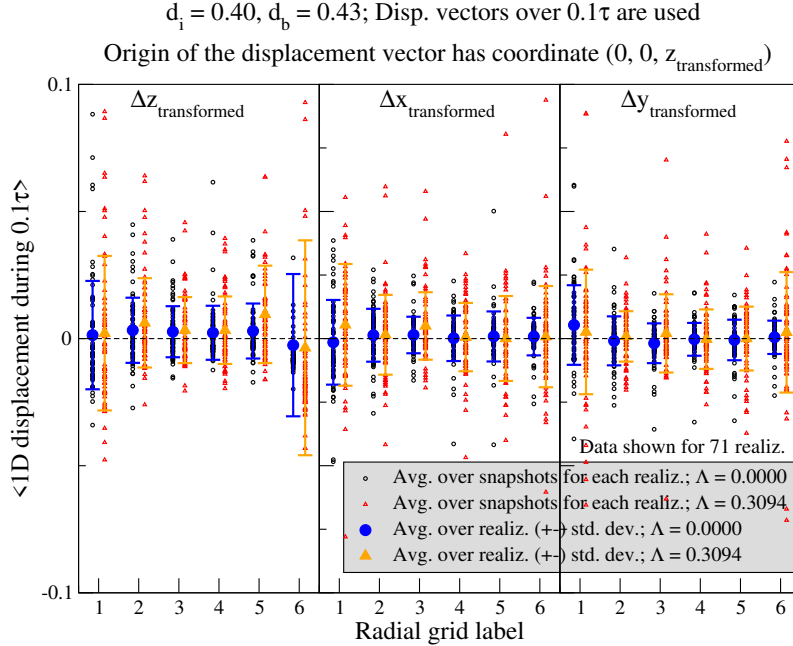 d_i = 0.40, d_b = 0.43; Disp. vectors over 0.1τ are used
Origin of the displacement vector has coordinate (0, 0, z_transformed)
<1D displacement during 0.1τ>
0.1
0
-0.1
Δz_transformed
Δx_transformed
Δy_transformed
Data shown for 71 realiz.
Avg. over snapshots for each realiz.; Λ = 0.0000
Avg. over snapshots for each realiz.; Λ = 0.3094
Avg. over realiz. (+-) std. dev.; Λ = 0.0000
Avg. over realiz. (+-) std. dev.; Λ = 0.3094
1 2 3 4 5 6 1 2 3 4 5 6 1 2 3 4 5 6
Radial grid label